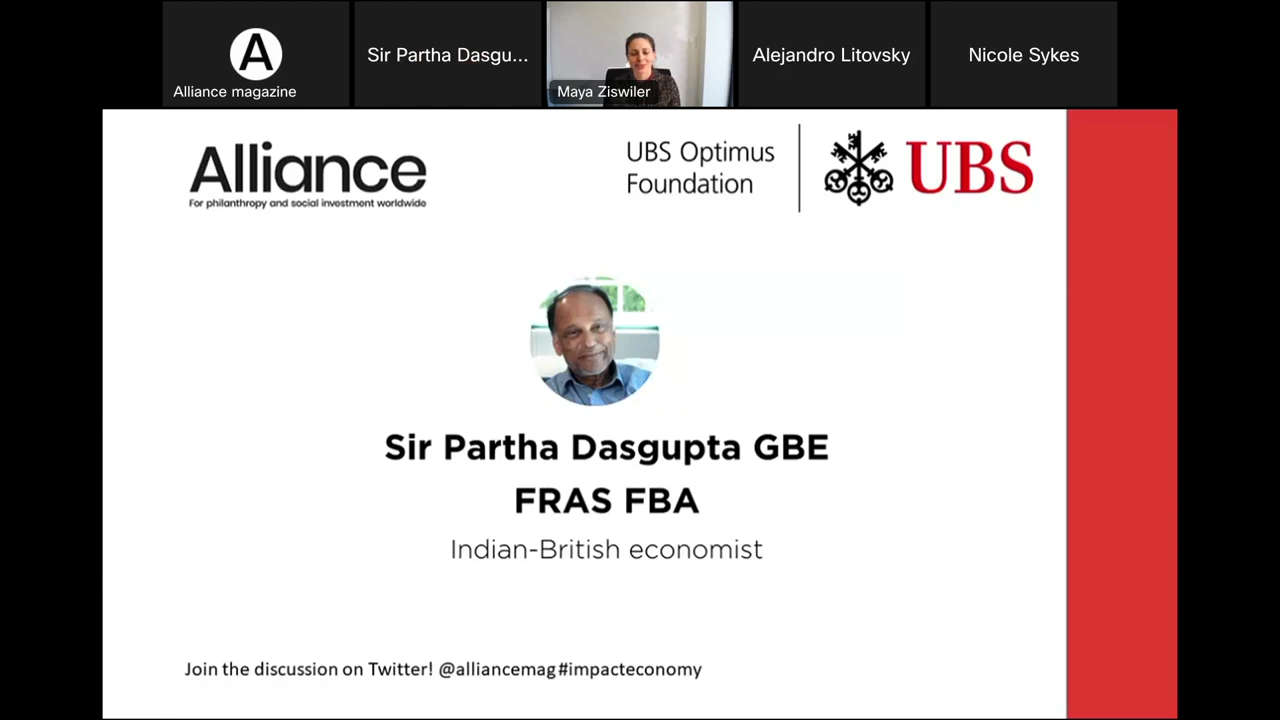 A
Alliance magazine
Sir Partha Dasgu...
Maya Ziswiler
Alejandro Litovsky
Nicole Sykes
Alliance
For philanthropy and social investment worldwide
UBS Optimus
Foundation
UBS
Sir Partha Dasgupta GBE
FRAS FBA
Indian-British economist
Join the discussion on Twitter! @alliancemag #impacteconomy